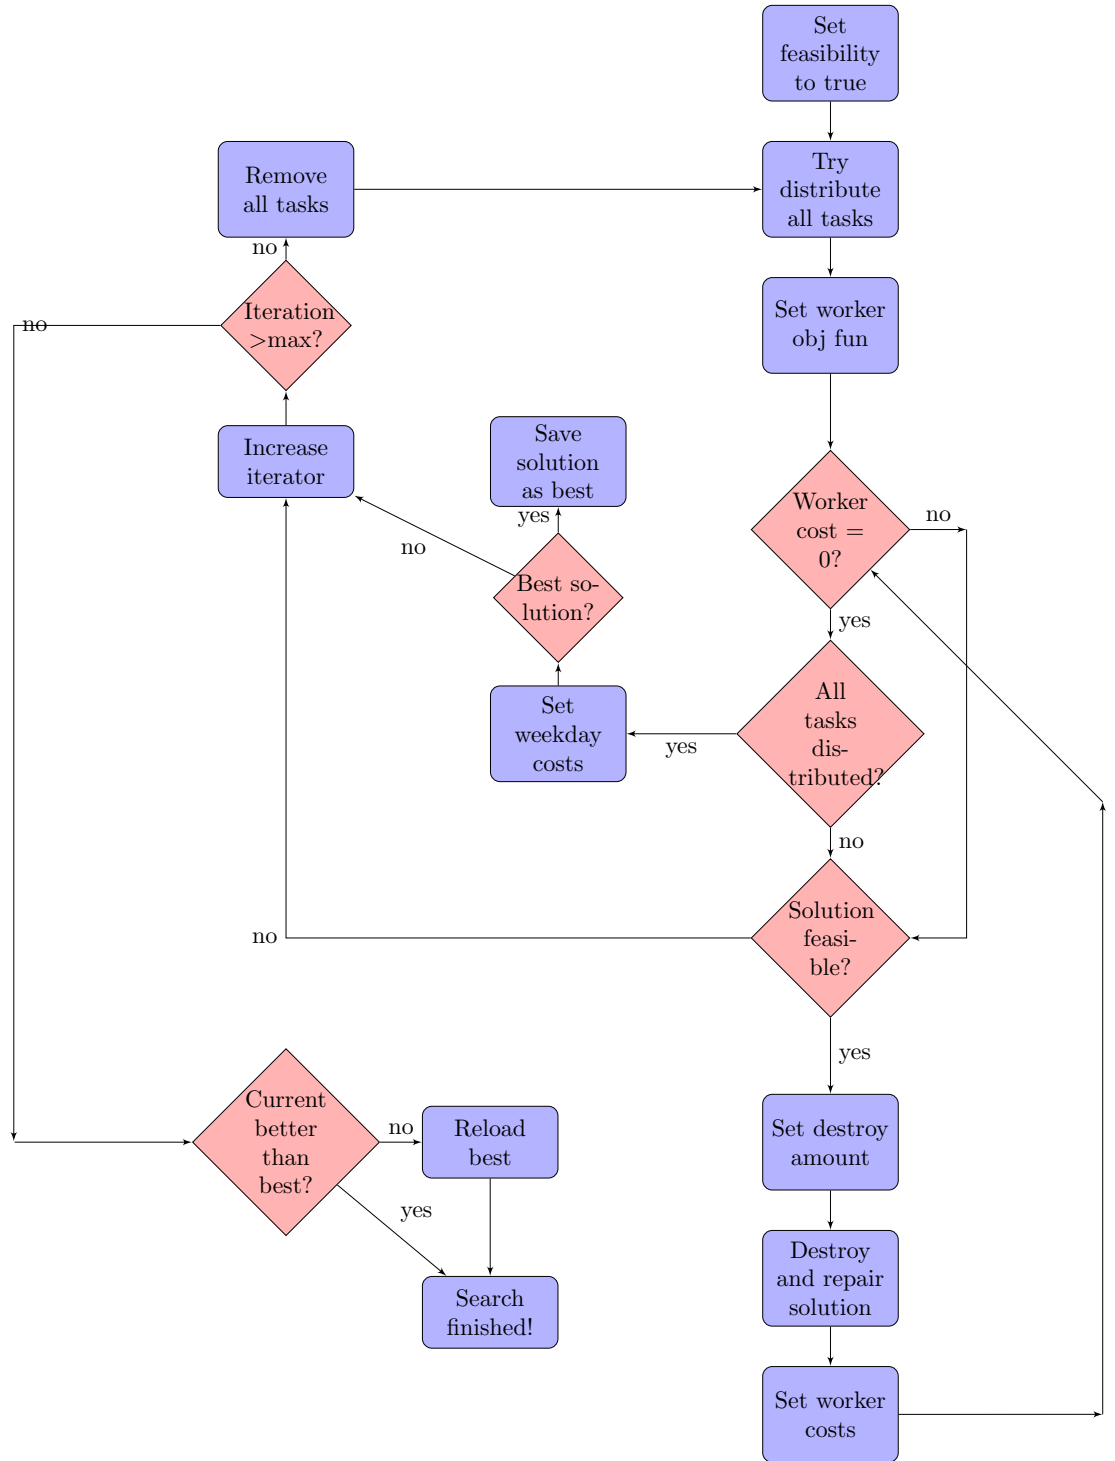 Set
feasibility
to true
Remove
all tasks
Try
distribute
all tasks
no
Iteration
>max?
no
Set worker
obj fun
Increase
iterator
Save
solution
as best
yes
no
Best so-
lution?
Worker
cost =
0?
no
yes
Set
weekday
costs
yes
All
tasks
dis-
tributed?
no
Solution
feasi-
ble?
no
yes
Current
better
than
best?
no
Reload
best
yes
Search
finished!
Set destroy
amount
Destroy
and repair
solution
Set worker
costs